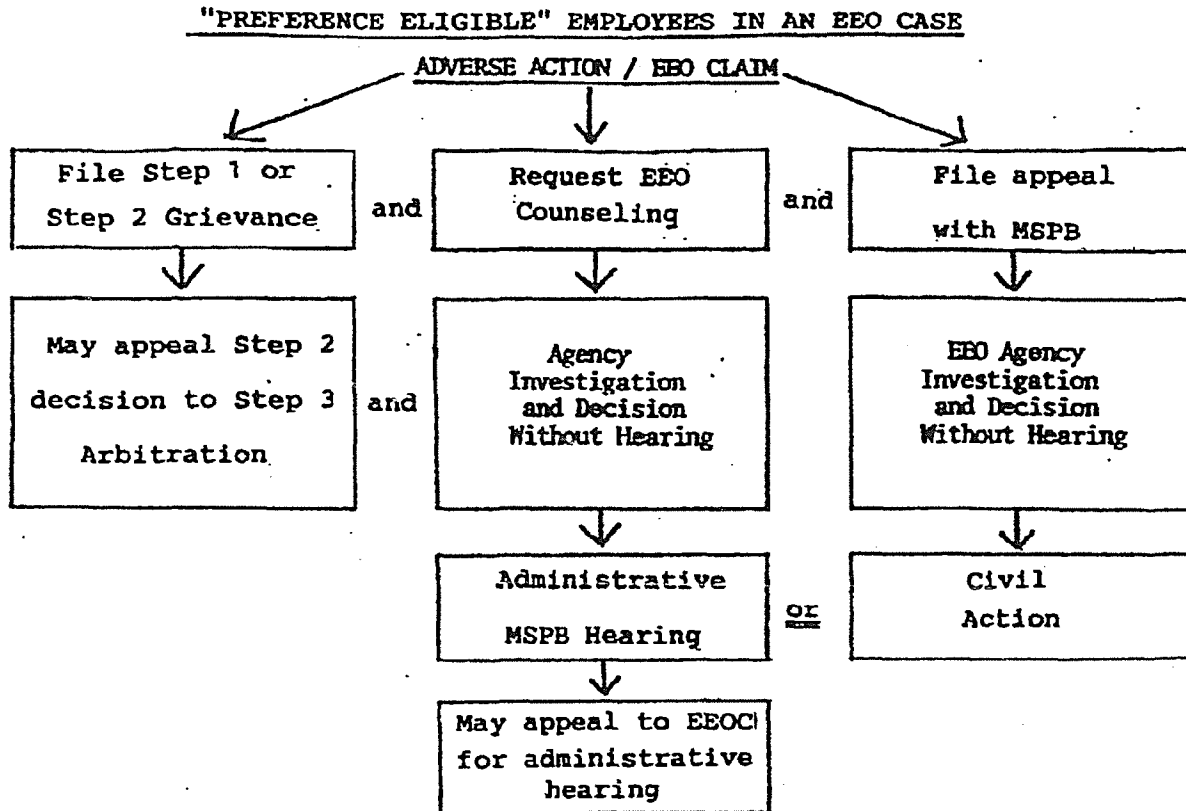 "PREFERENCE ELIGIBLE" EMPLOYEES IN AN EEO CASE
ADVERSE ACTION / EEO CLAIM
File Step 1 or
Step 2 Grievance
and
Request EEO
Counseling
and
File appeal
with MSPB
May appeal Step 2
decision to Step 3
Arbitration
and
Agency
Investigation
and Decision
Without Hearing
EEO Agency
Investigation
and Decision
Without Hearing
Administrative
MSPB Hearing
or
Civil
Action
May appeal to EEOC
for administrative
hearing